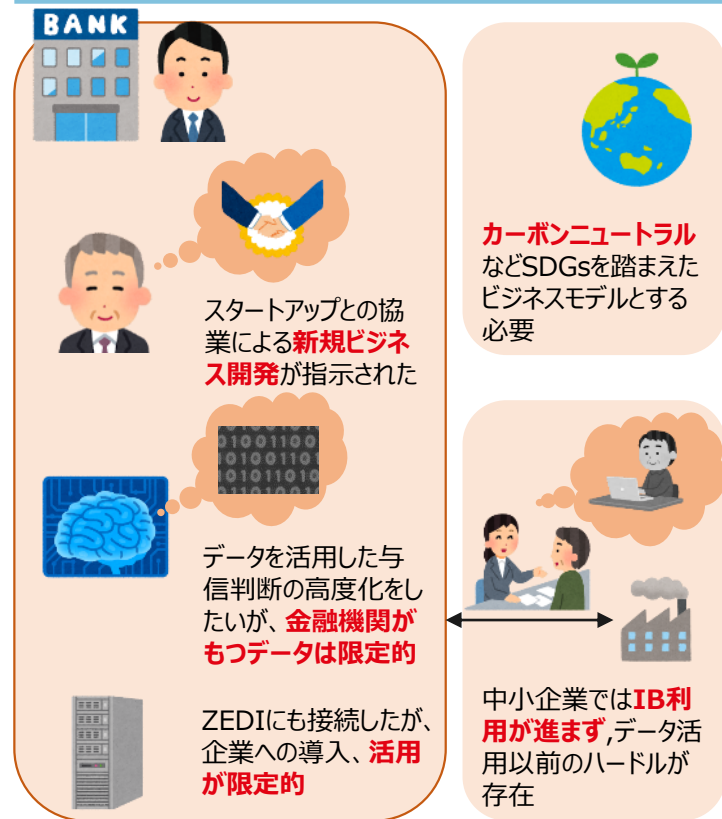 BANK
スタートアップとの協
業による新規ビジネ
ス開発が指示された
データを活用した与
信判断の高度化をし
たいが、金融機関が
もつデータは限定的
ZEDIにも接続したが、
企業への導入、活用
が限定的
カーボンニュートラル
などSDGsを踏まえた
ビジネスモデルとする
必要
中小企業ではIB利
用が進まず,データ活
用以前のハードルが
存在